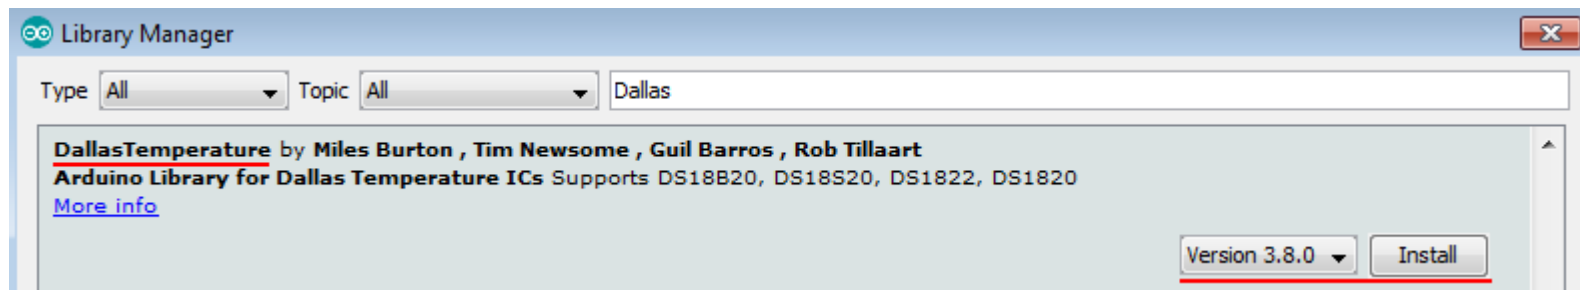 Library Manager
Type All Topic All Dallas
DallasTemperature by Miles Burton , Tim Newsome , Guil Barros , Rob Tillaart
Arduino Library for Dallas Temperature ICs Supports DS18B20, DS18S20, DS1822, DS1820
More info
Version 3.8.0 Install